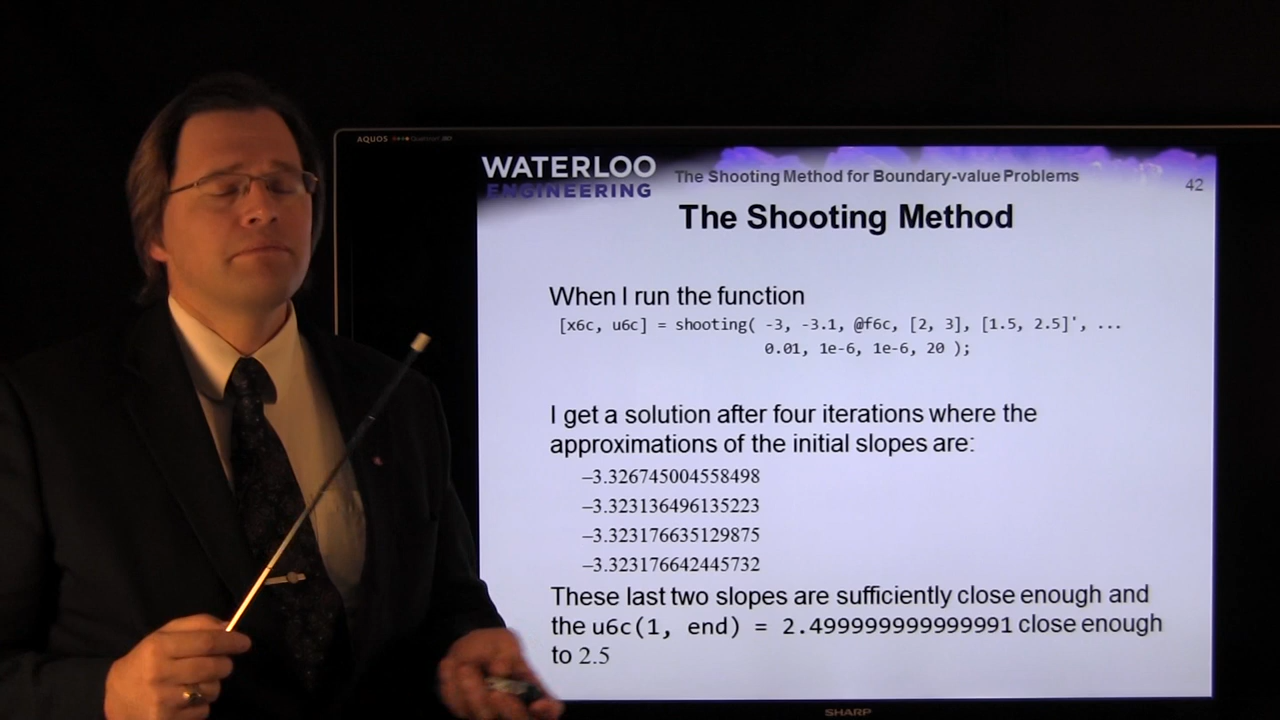 AQUOS
WATERLOO
ENGINEERING
The Shooting Method for Boundary-value Problems
42
The Shooting Method
When I run the function
[x6c, u6c] = shooting( -3, -3.1, @f6c, [2, 3], [1.5, 2.5]', ...
0.01, 1e-6, 1e-6, 20 );
I get a solution after four iterations where the
approximations of the initial slopes are:
–3.326745004558498
–3.323136496135223
–3.323176635129875
–3.323176642445732
These last two slopes are sufficiently close enough and
the u6c(1, end) = 2.499999999999991 close enough
to 2.5
SHARP